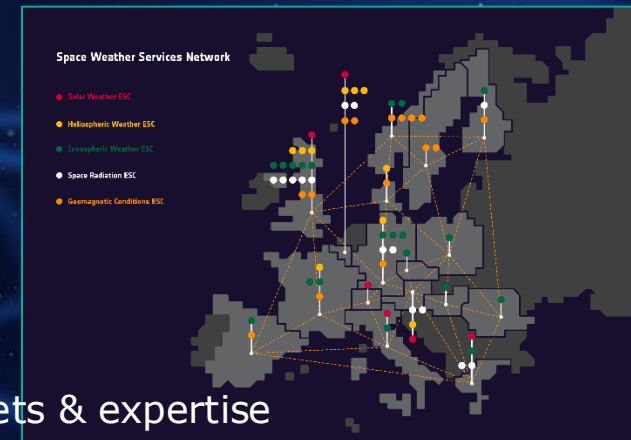 Space Weather Services Network
Solar Weather ESC
Heliospheric Weather ESC
Ionospheric Weather ESC
Space Radiation ESC
Geomagnetic Conditions ESC
ets & expertise